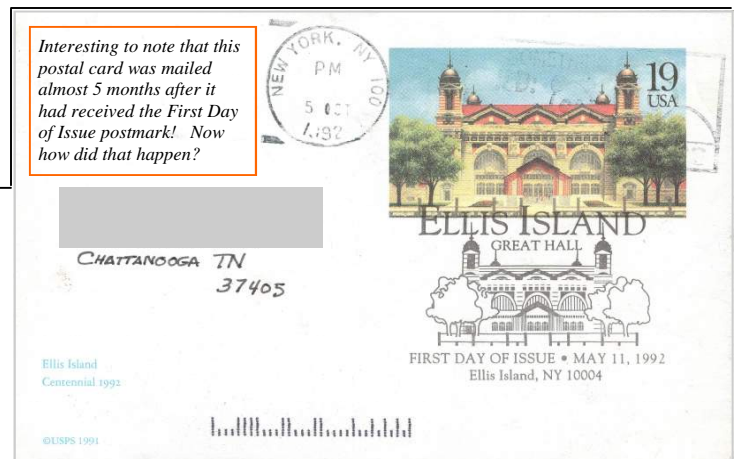 Interesting to note that this
postal card was mailed
almost 5 months after it
had received the First Day
of Issue postmark! Now
how did that happen?
NEW YORK, NY 100
PM
5 OCT
1992
19
USA
ELLIS ISLAND
GREAT HALL
CHATTANOOGA TN
37405
FIRST DAY OF ISSUE • MAY 11, 1992
Ellis Island, NY 10004
Ellis Island
Centennial 1992
©USPS 1991